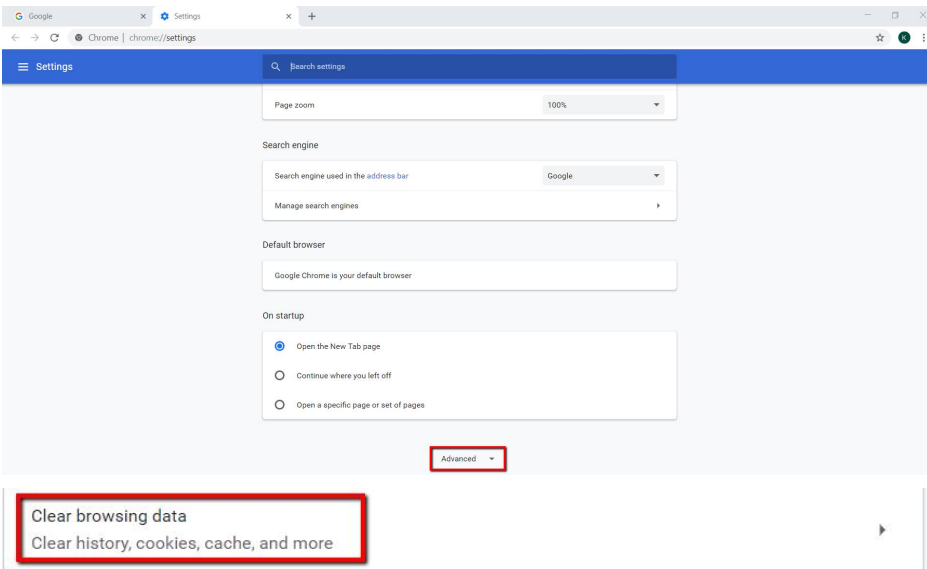 Google
Settings
Chrome | chrome://settings
K
Settings
Search settings
Page zoom 100%
Search engine
Search engine used in the address bar Google
Manage search engines
Default browser
Google Chrome is your default browser
On startup
Open the New Tab page
Continue where you left off
Open a specific page or set of pages
Advanced
Clear browsing data
Clear history, cookies, cache, and more